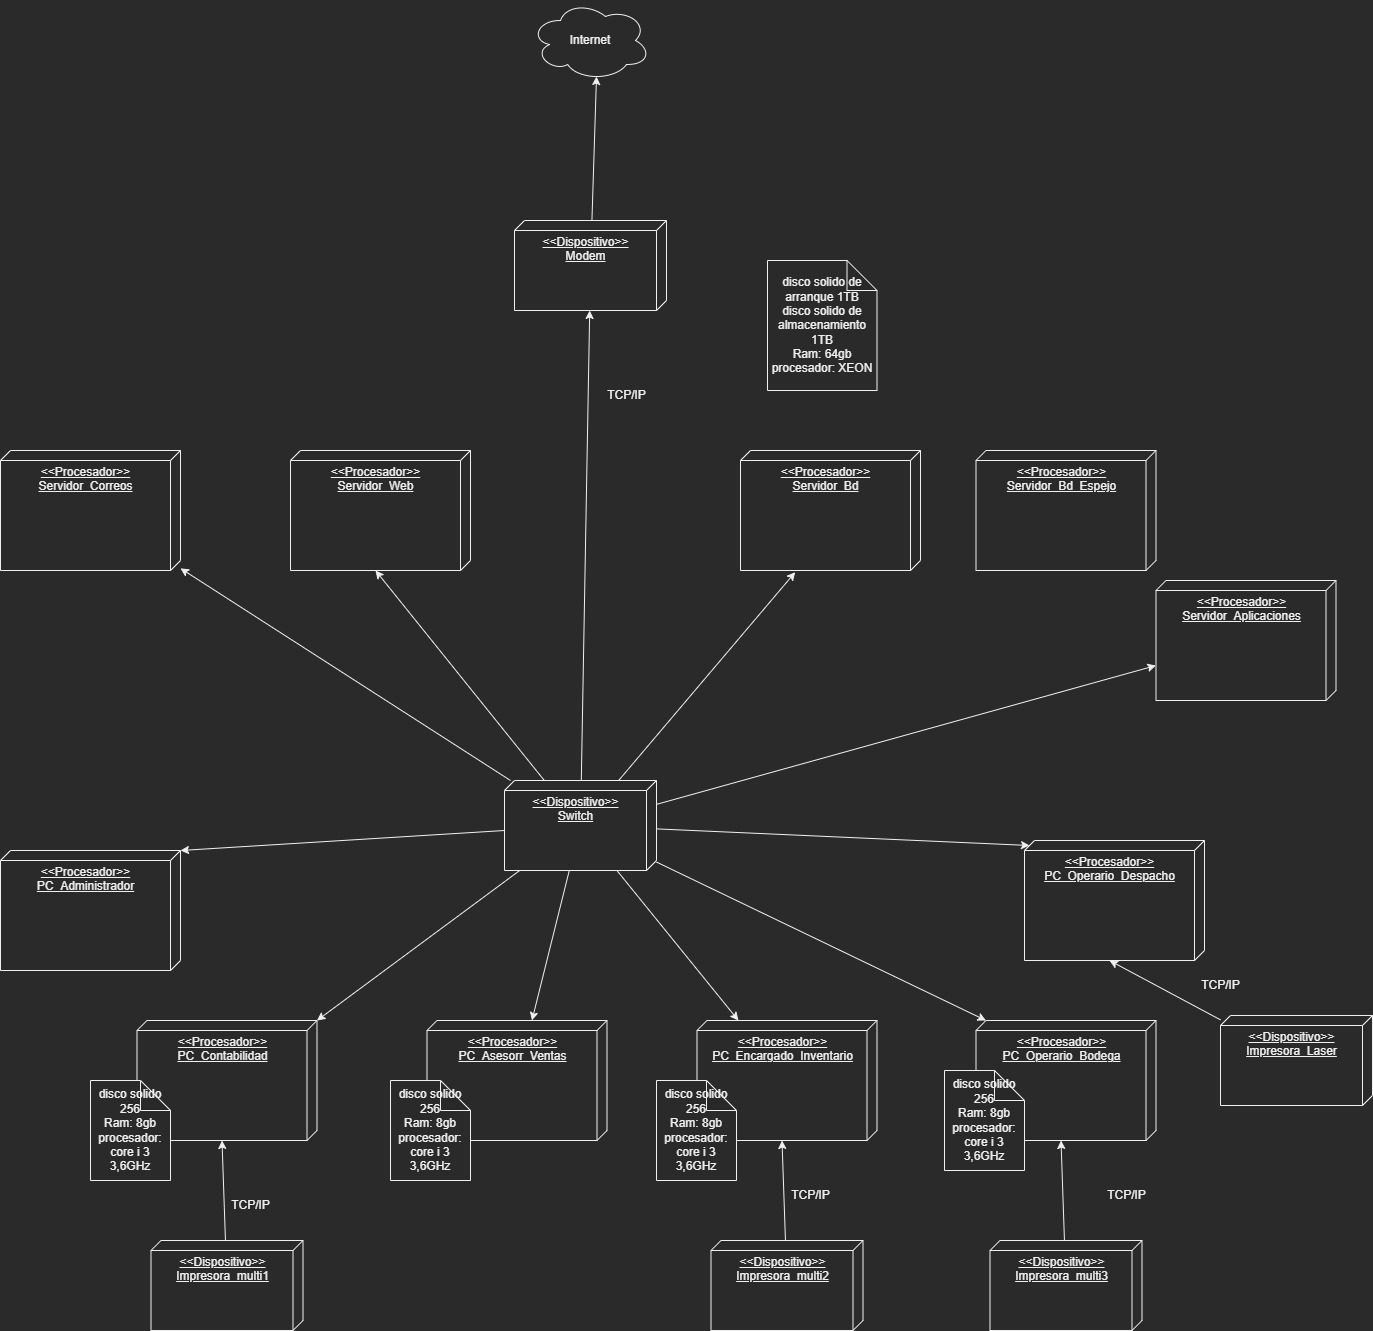 Internet
<<Dispositivo>>
Modem
disco solido de
arranque 1TB
disco solido de
almacenamiento
1TB
Ram: 64gb
procesador: XEON
TCP/IP
<<Procesador>>
Servidor_Correos
<<Procesador>>
Servidor_Web
<<Procesador>>
Servidor_Bd
<<Procesador>>
Servidor_Bd_Espejo
<<Procesador>>
Servidor_Aplicaciones
<<Dispositivo>>
Switch
<<Procesador>>
PC_Administrador
<<Procesador>>
PC_Operario_Despacho
TCP/IP
<<Dispositivo>>
Impresora_Laser
<<Procesador>>
PC_Contabilidad
disco solido
256
Ram: 8gb
procesador:
core i 3
3,6GHz
<<Procesador>>
PC_Asesorr_Ventas
disco solido
256
Ram: 8gb
procesador:
core i 3
3,6GHz
<<Procesador>>
PC_Encargado_Inventario
disco solido
256
Ram: 8gb
procesador:
core i 3
3,6GHz
<<Procesador>>
PC_Operario_Bodega
disco solido
256
Ram: 8gb
procesador:
core i 3
3,6GHz
TCP/IP
TCP/IP
TCP/IP
<<Dispositivo>>
Impresora_multi1
<<Dispositivo>>
Impresora_multi2
<<Dispositivo>>
Impresora_multi3